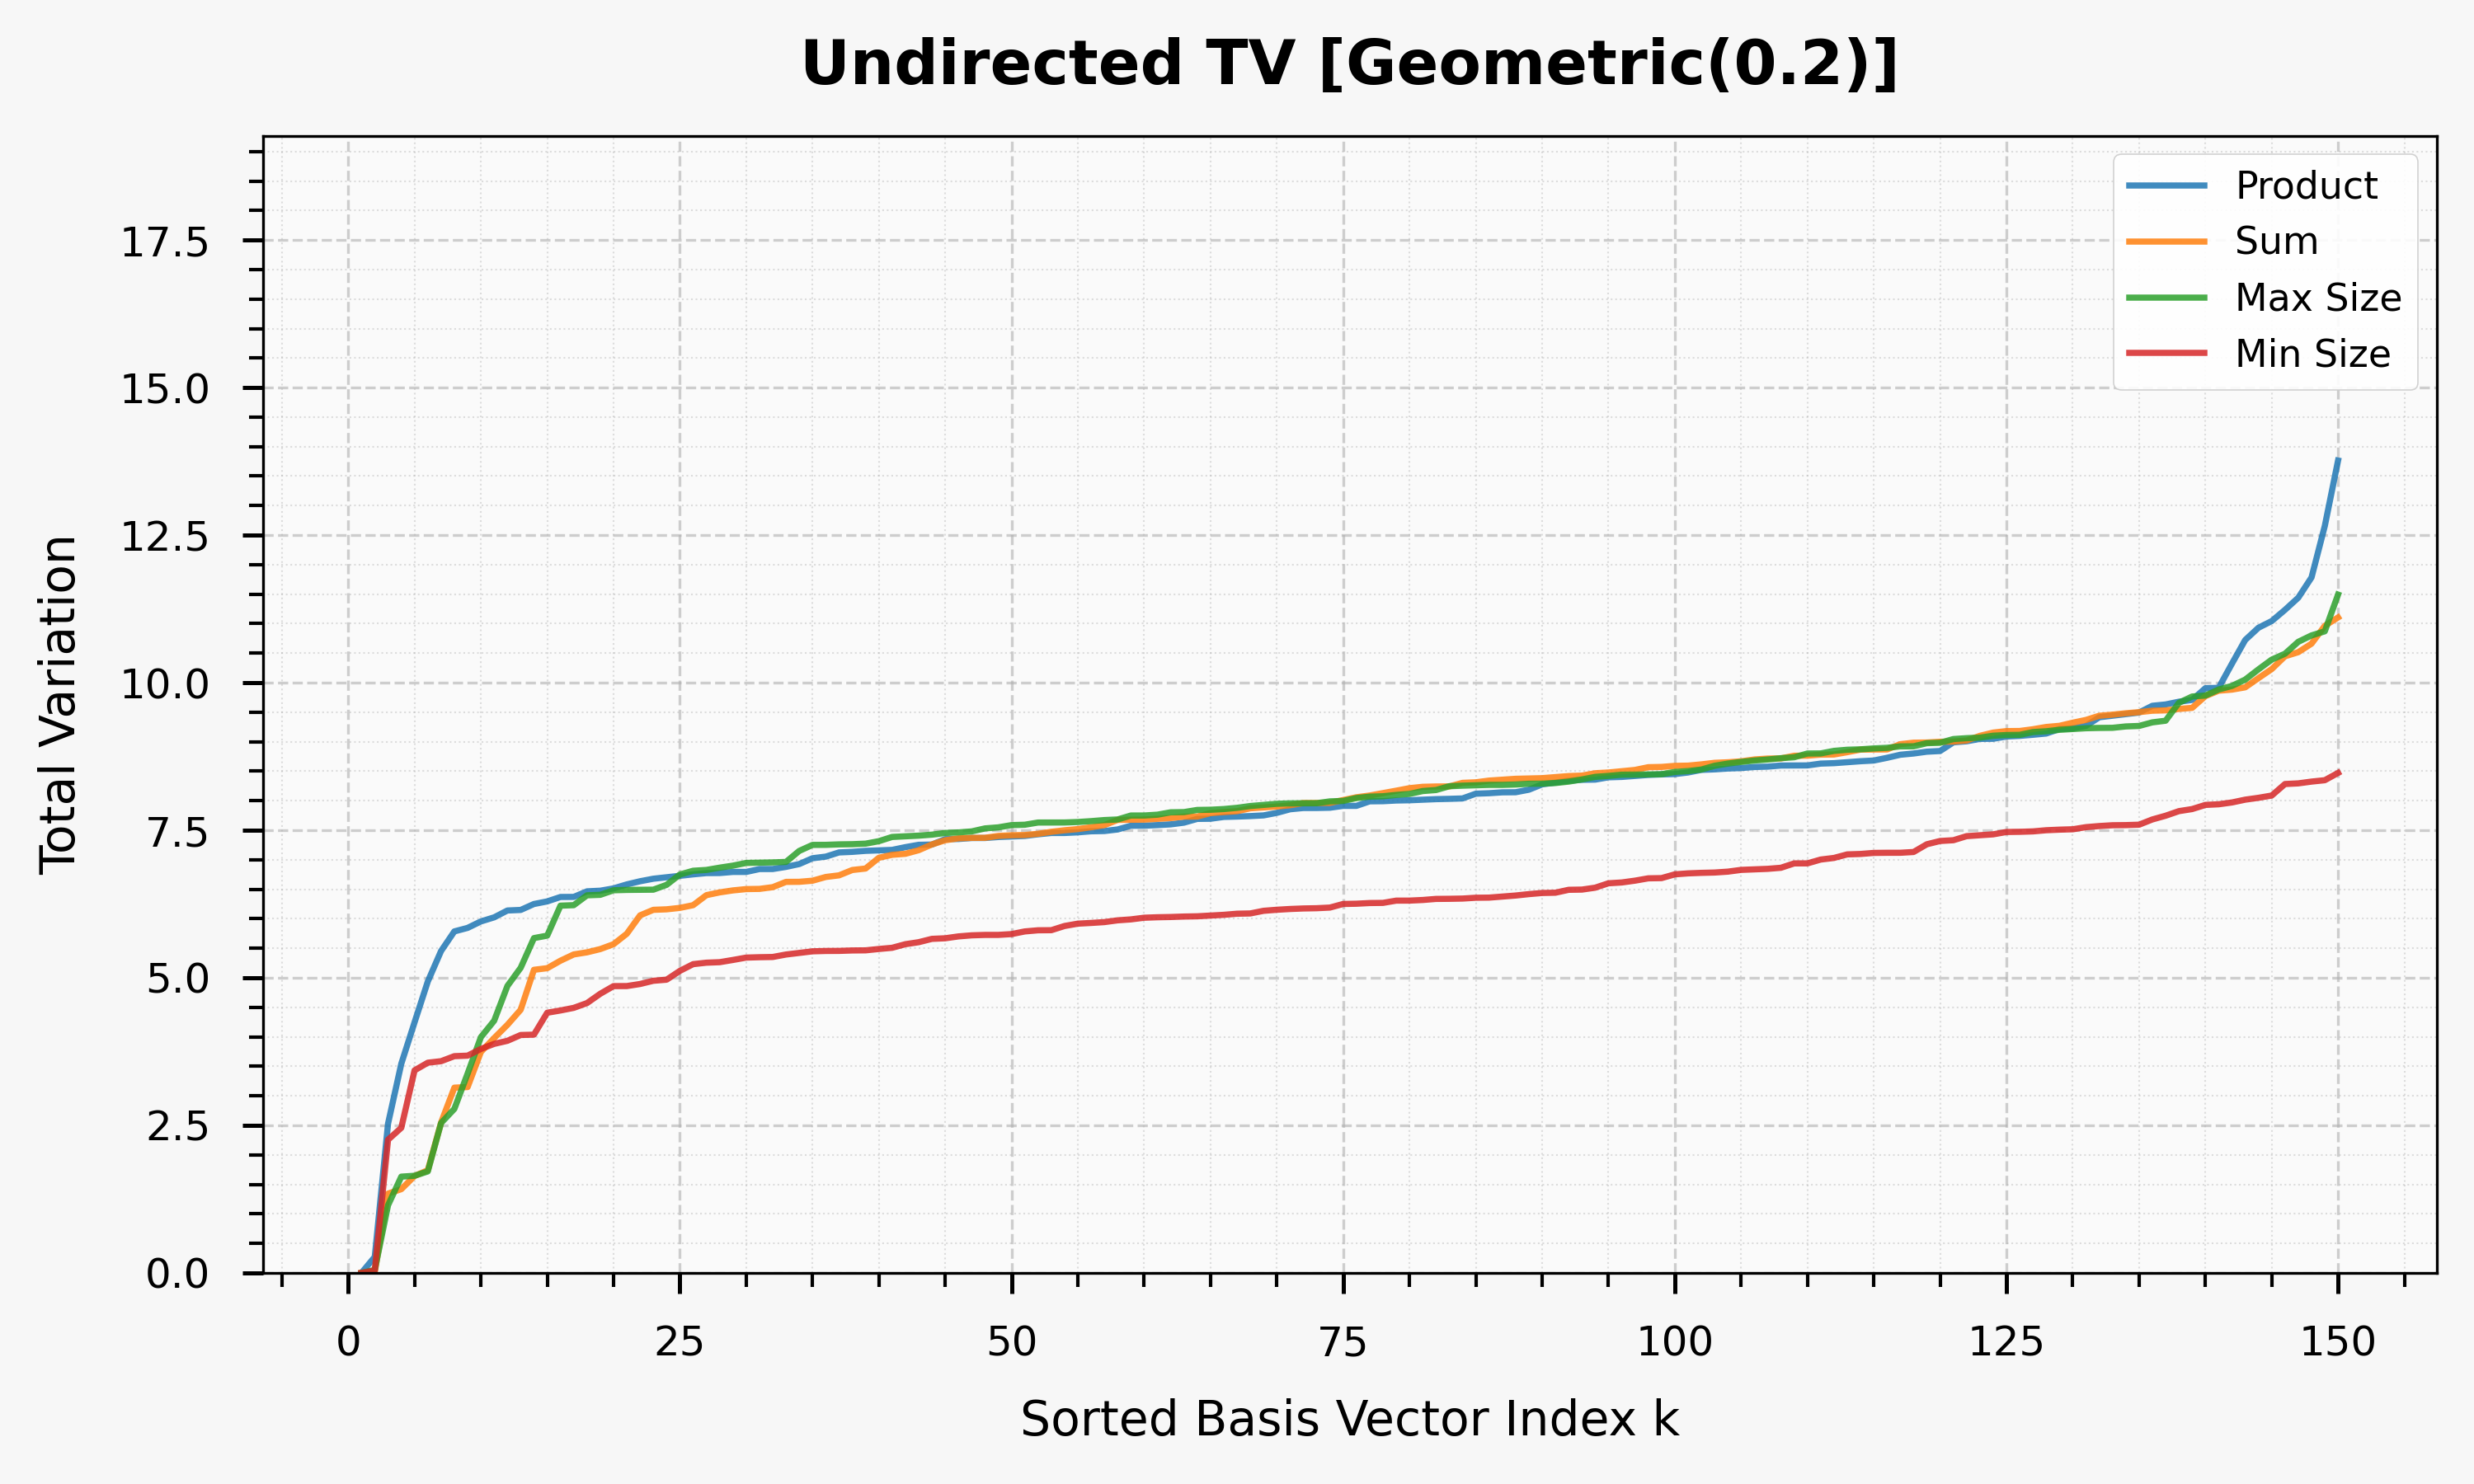 Undirected TV [Geometric(0.2)]
Product
Sum
Max Size
Min Size
Total Variation
17.5
15.0
12.5
10.0
7.5
5.0
2.5
0.0
0 25 50 75 100 125 150
Sorted Basis Vector Index k